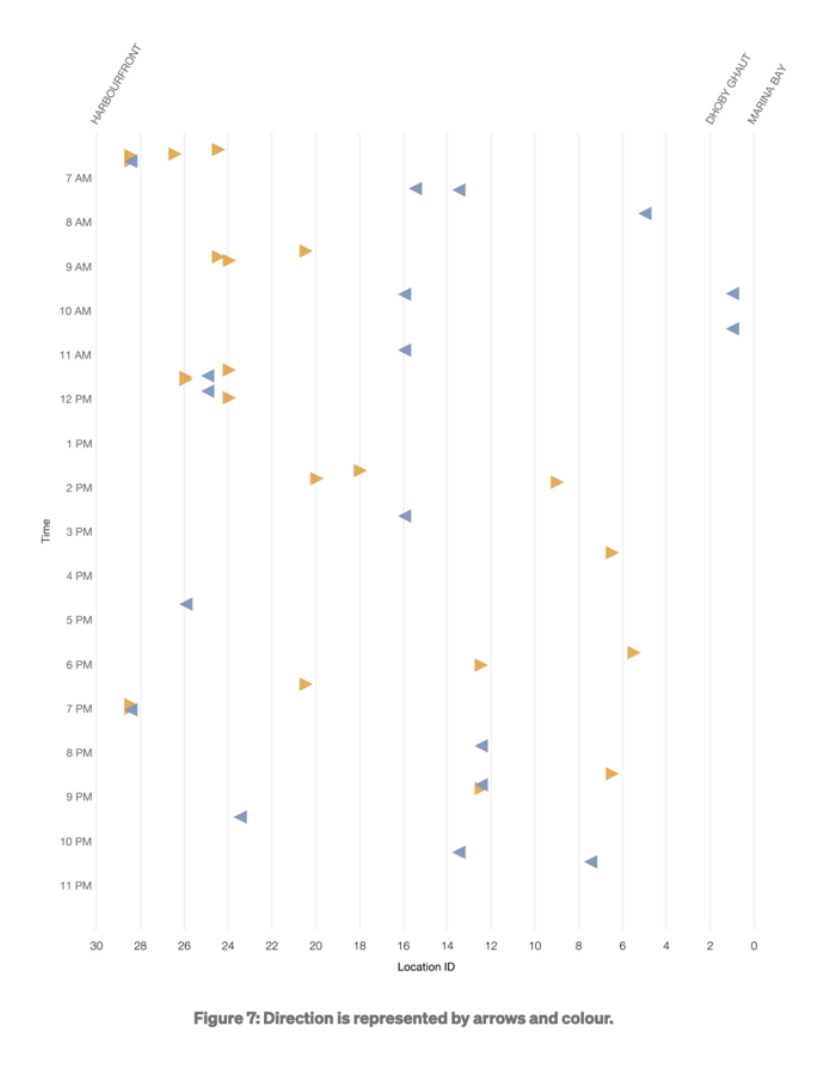 HARBOURFRONT
DHOBY GHAUT
MARINA BAY
7 AM
8 AM
9 AM
10 AM
11 AM
12 PM
1 PM
2 PM
3 PM
4 PM
5 PM
6 PM
7 PM
8 PM
9 PM
10 PM
11 PM
Time
30 28 26 24 22 20 18 16 14 12 10 8 6 4 2 0
Location ID
Figure 7: Direction is represented by arrows and colour.